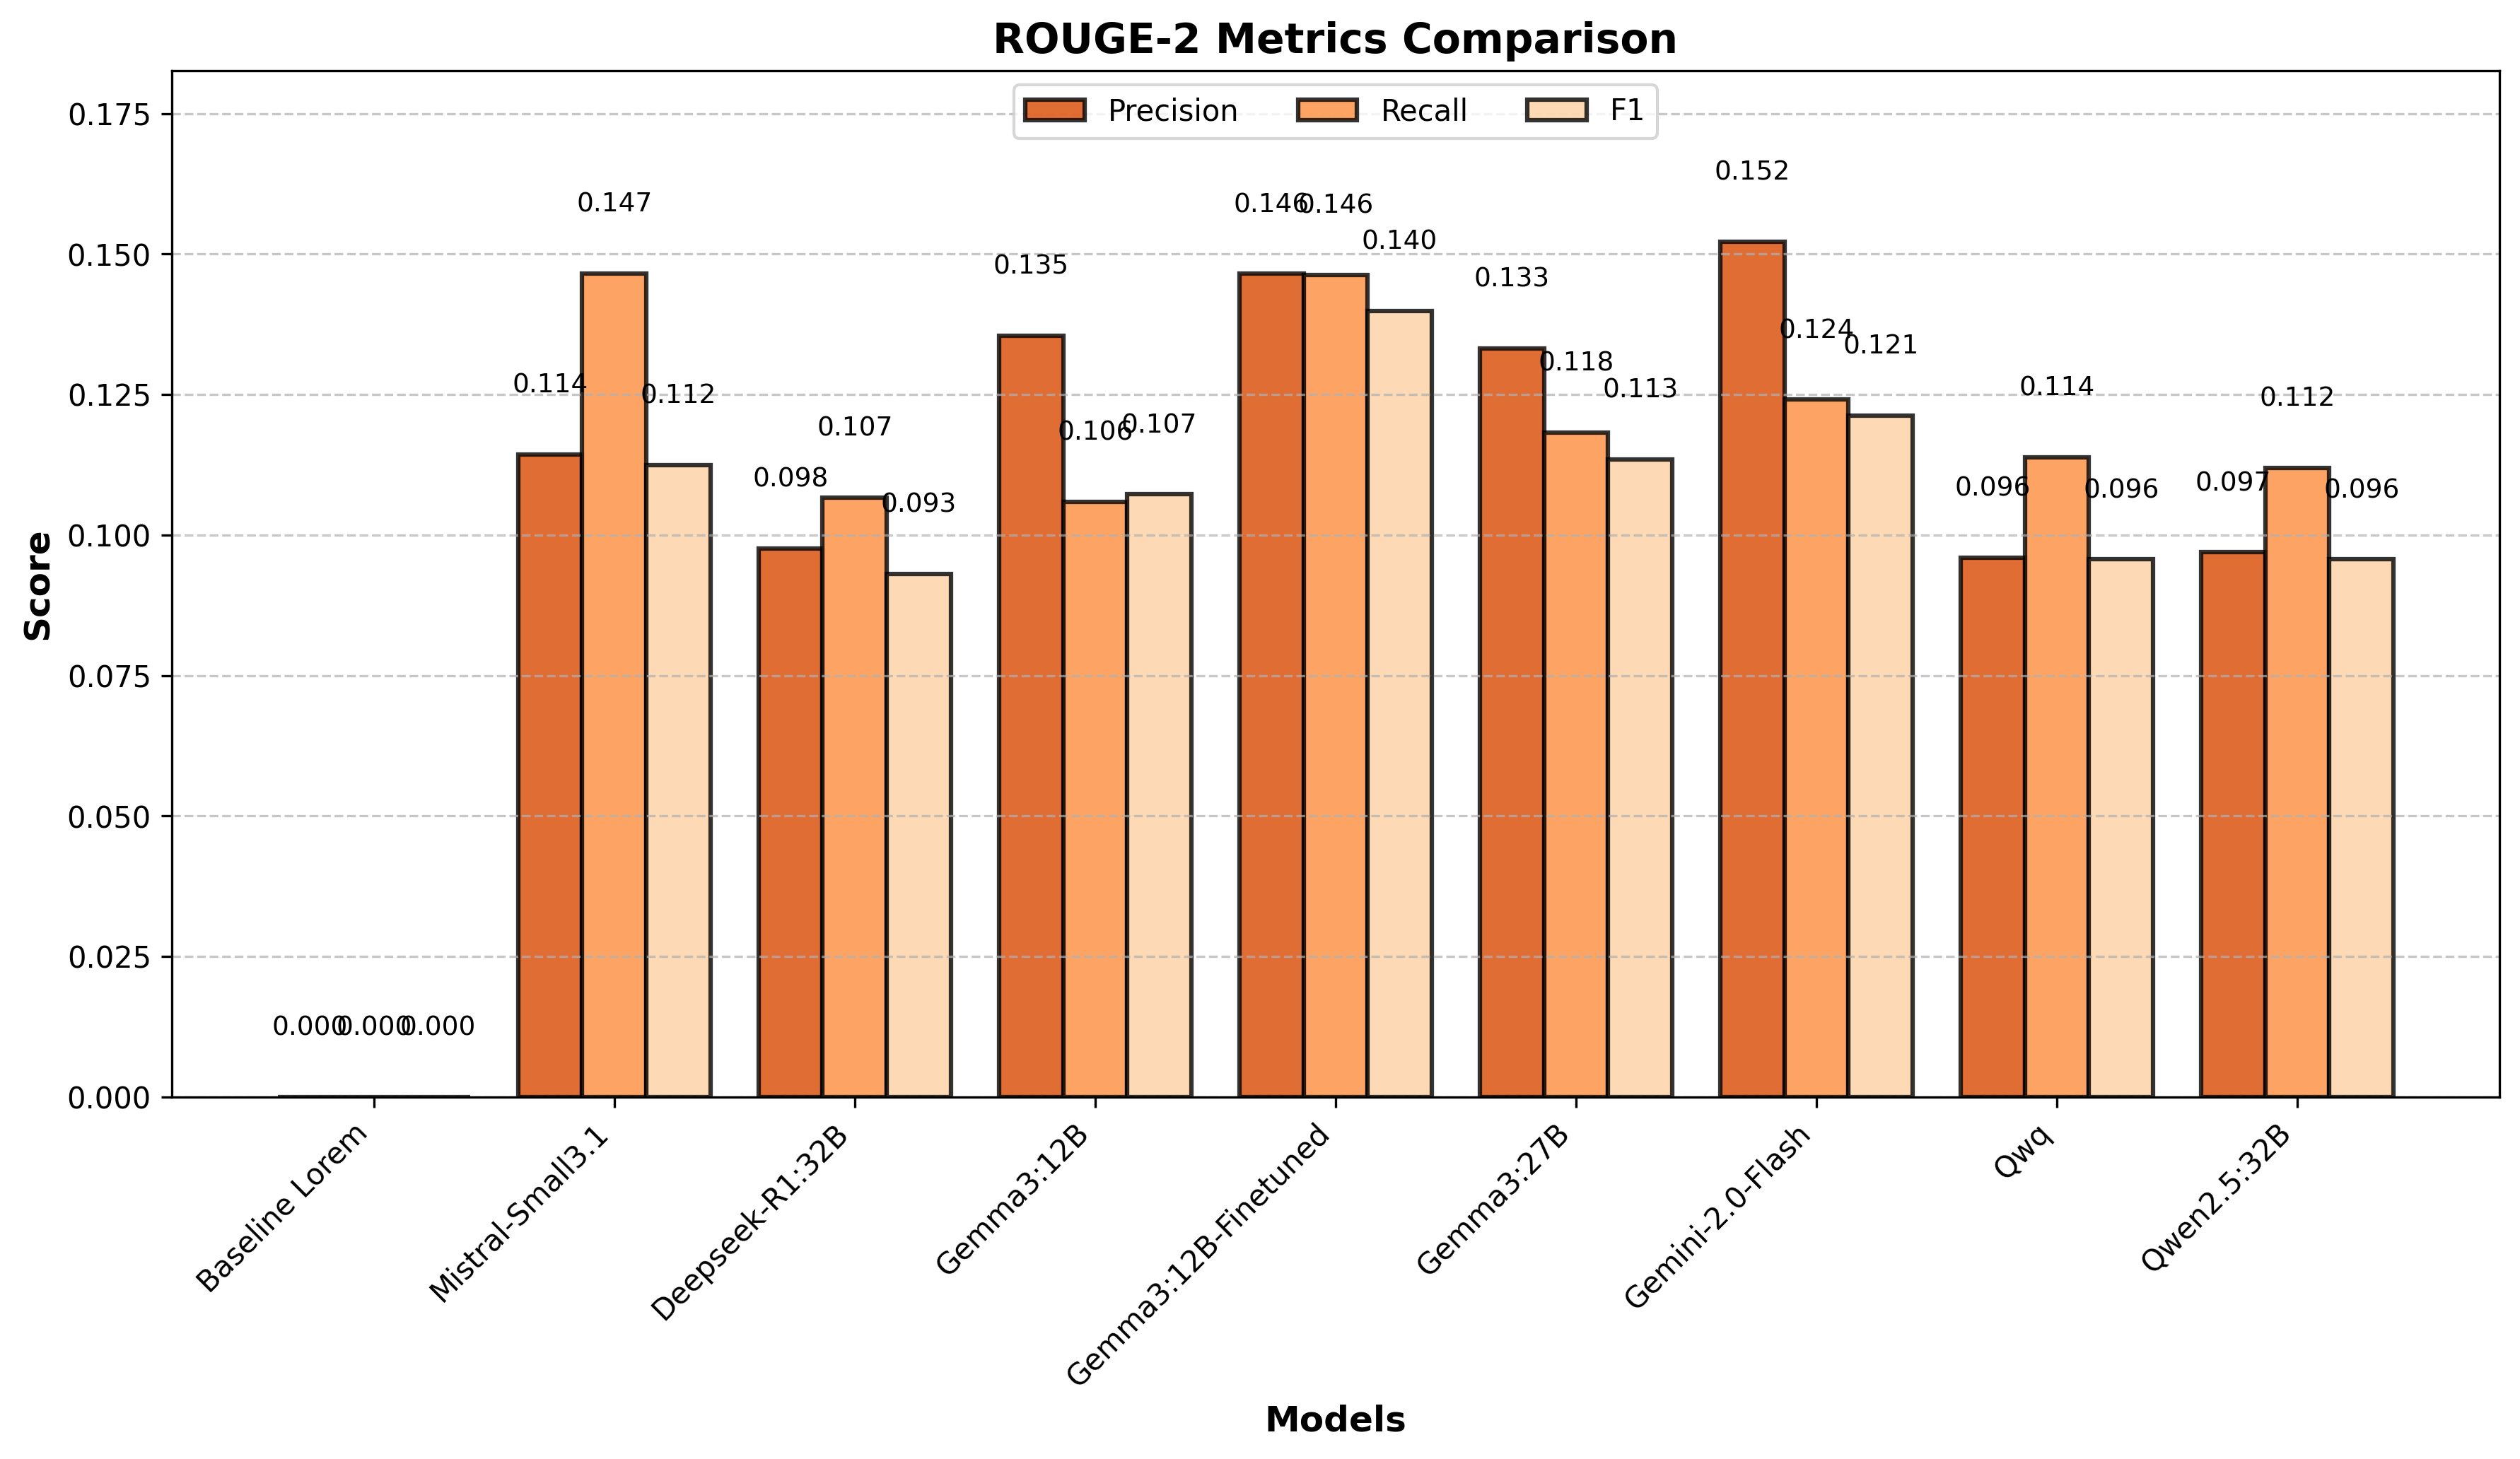 ROUGE-2 Metrics Comparison
Precision Recall F1
Score
0.175
0.150
0.125
0.100
0.075
0.050
0.025
0.000
0.000 0.000 0.000
0.114 0.147 0.112
0.098 0.107 0.093
0.135 0.106 0.107
0.146 0.146 0.140
0.133 0.118 0.113
0.152 0.124 0.121
0.096 0.114 0.096
0.097 0.112 0.096
Baseline Lorem
Mistral-Small3.1
Deepseek-R1:32B
Gemma3:12B
Gemma3:12B-Finetuned
Gemma3:27B
Gemini-2.0-Flash
Qwq
Qwen2.5:32B
Models